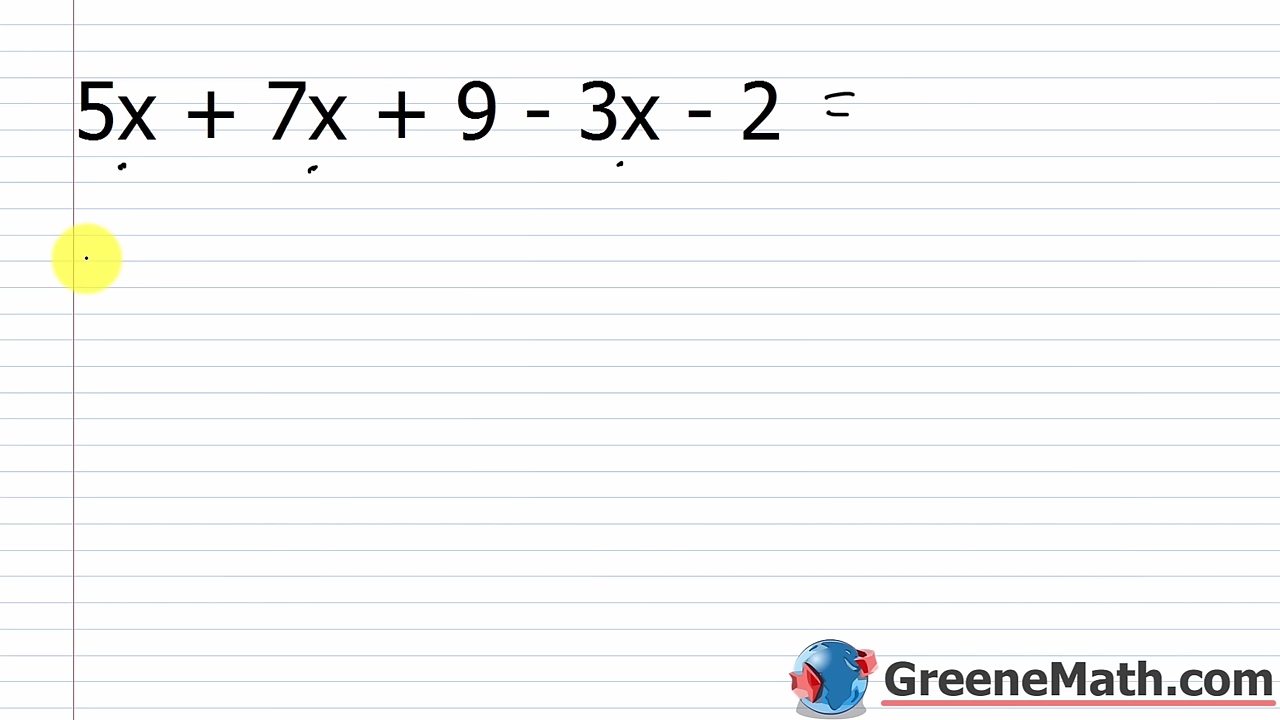 5x + 7x + 9 - 3x - 2 =
GreeneMath.com